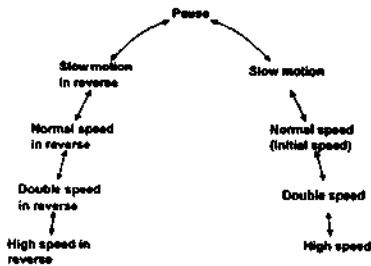 Pause
Slow motion
in reverse
Slow motion
Normal speed
in reverse
Normal speed
(initial speed)
Double speed
in reverse
Double speed
High speed in
reverse
High speed